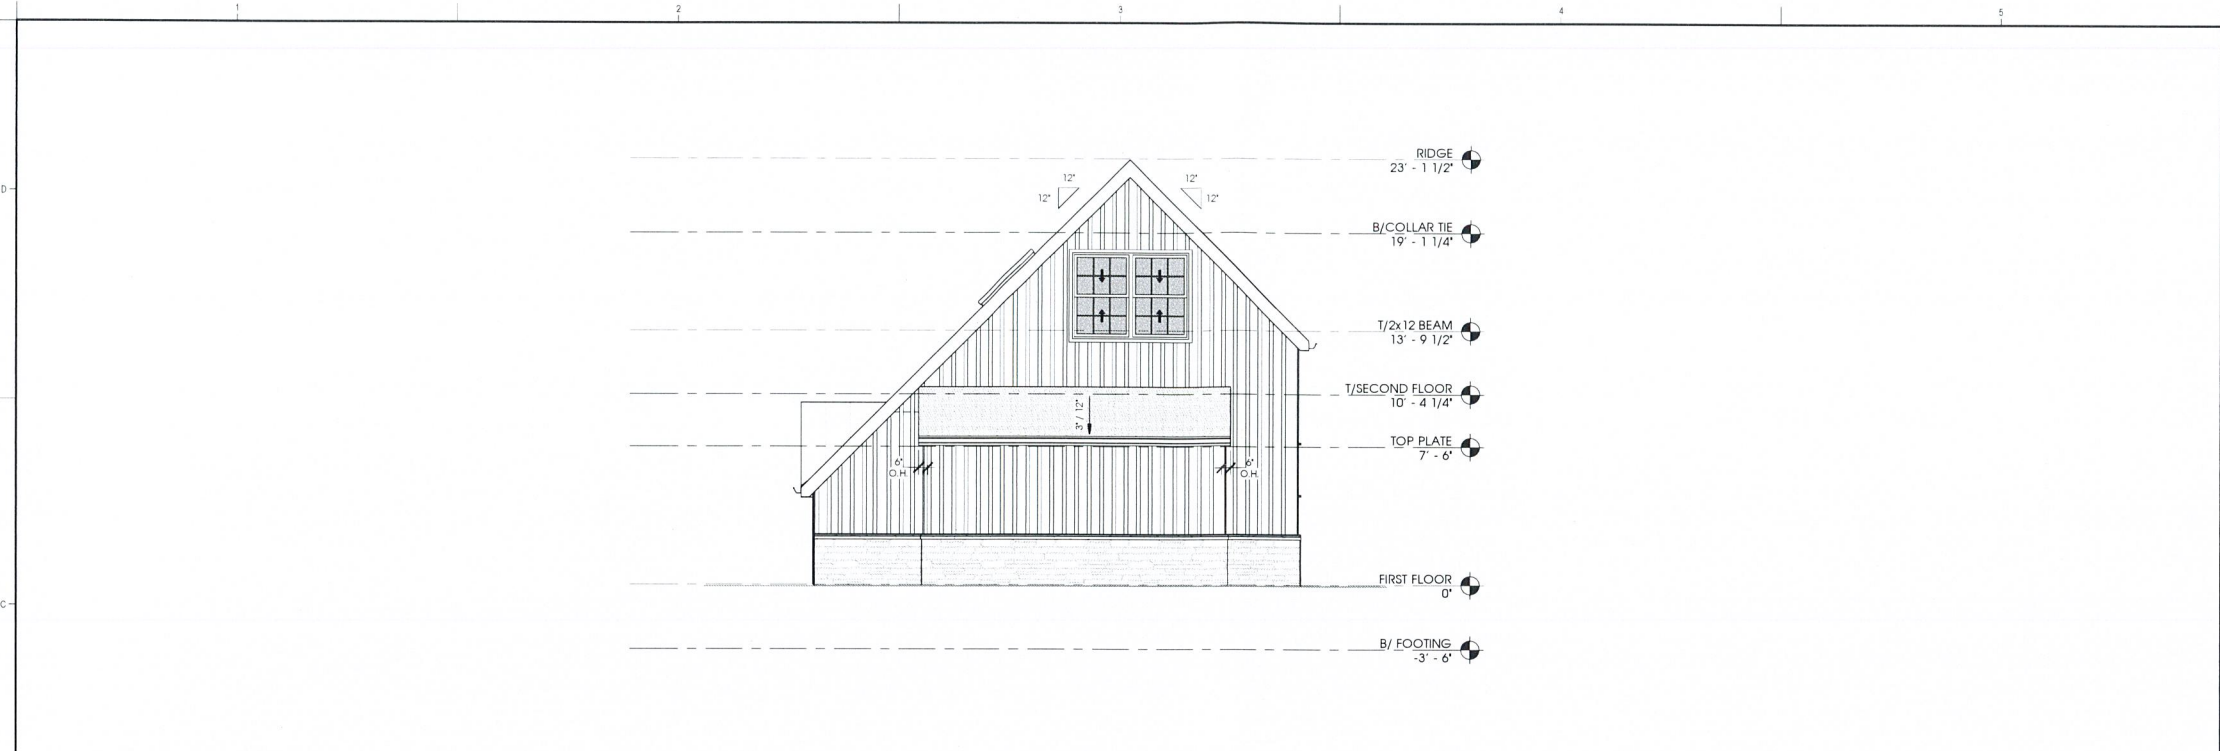 1 2 3 4 5
D
RIDGE
23' - 1 1/2"
12" 12"
12" 12"
B/COLLAR TIE
19' - 1 1/4"
T/2x12 BEAM
13' - 9 1/2"
T/SECOND FLOOR
10' - 4 1/4"
3" / 12"
TOP PLATE
7' - 6"
6" 6"
O.H. O.H.
FIRST FLOOR
0"
C
B/ FOOTING
-3' - 6"